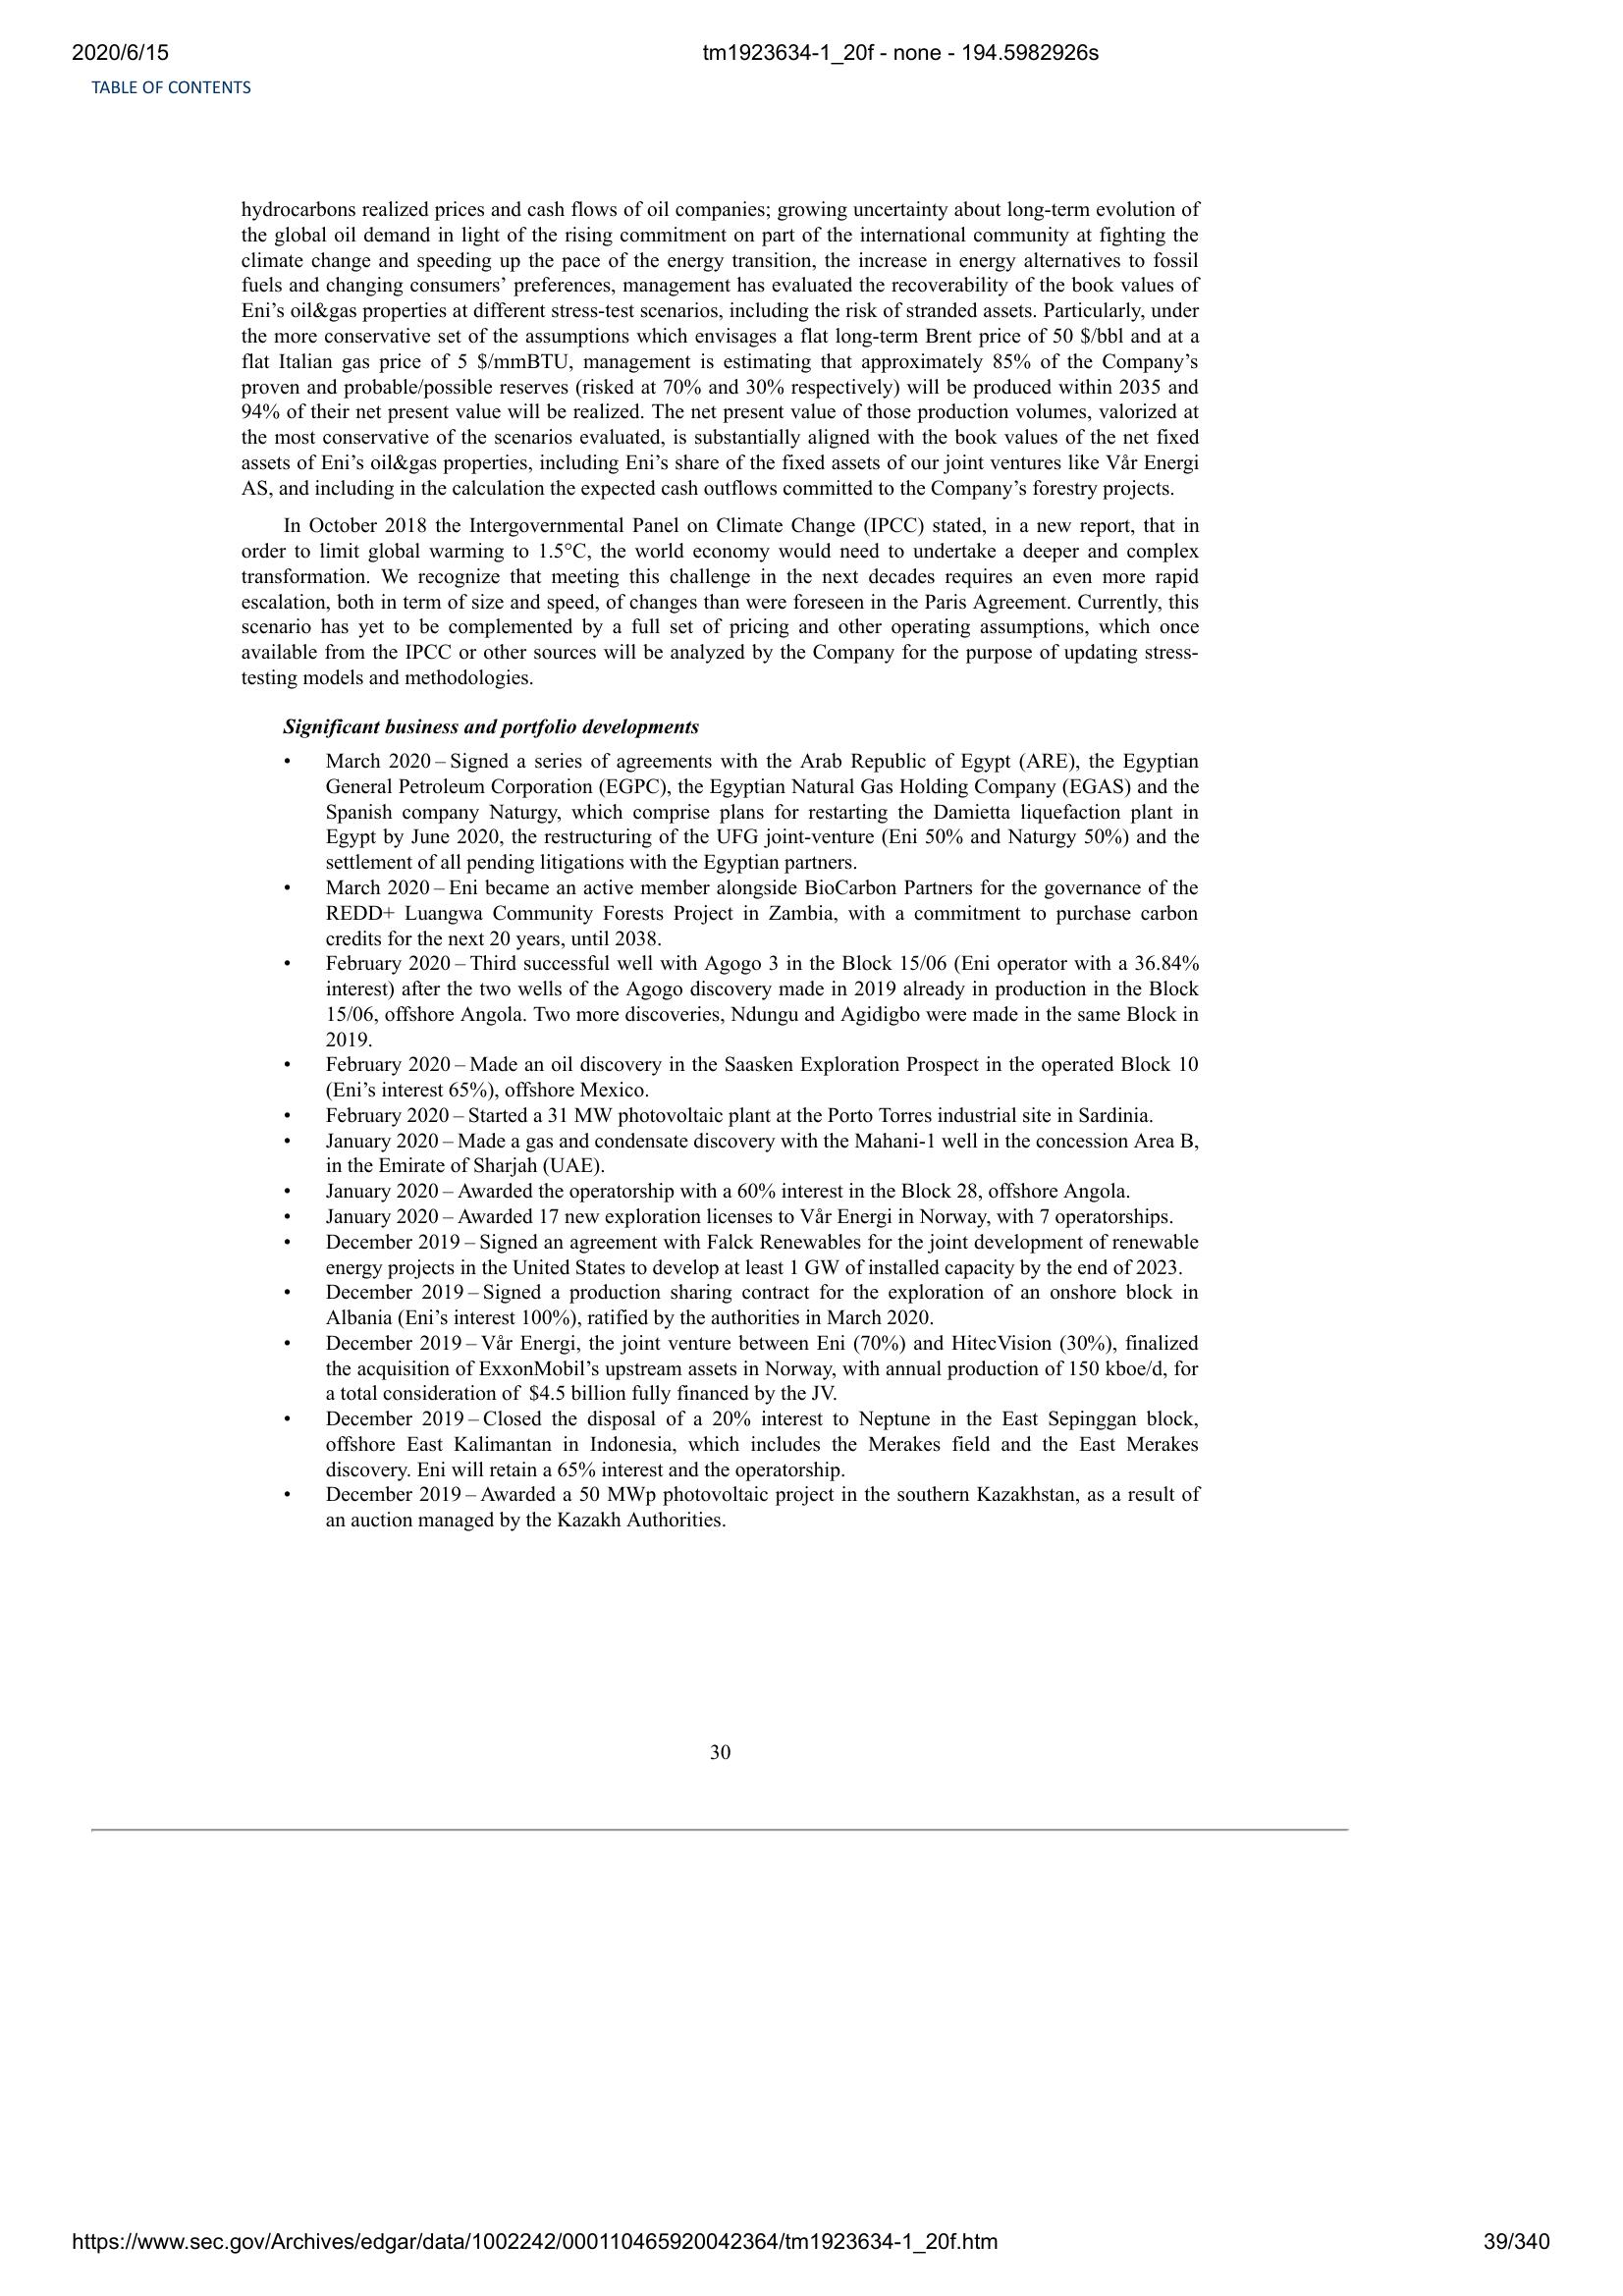 2020/6/15
tm1923634-1_20f - none - 194.5982926s
TABLE OF CONTENTS
hydrocarbons realized prices and cash flows of oil companies; growing uncertainty about long-term evolution of
the global oil demand in light of the rising commitment on part of the international community at fighting the
climate change and speeding up the pace of the energy transition, the increase in energy alternatives to fossil
fuels and changing consumers’ preferences, management has evaluated the recoverability of the book values of
Eni’s oil&gas properties at different stress-test scenarios, including the risk of stranded assets. Particularly, under
the more conservative set of the assumptions which envisages a flat long-term Brent price of 50 $/bbl and at a
flat Italian gas price of 5 $/mmBTU, management is estimating that approximately 85% of the Company’s
proven and probable/possible reserves (risked at 70% and 30% respectively) will be produced within 2035 and
94% of their net present value will be realized. The net present value of those production volumes, valorized at
the most conservative of the scenarios evaluated, is substantially aligned with the book values of the net fixed
assets of Eni’s oil&gas properties, including Eni’s share of the fixed assets of our joint ventures like Vår Energi
AS, and including in the calculation the expected cash outflows committed to the Company’s forestry projects.
In October 2018 the Intergovernmental Panel on Climate Change (IPCC) stated, in a new report, that in
order to limit global warming to 1.5°C, the world economy would need to undertake a deeper and complex
transformation. We recognize that meeting this challenge in the next decades requires an even more rapid
escalation, both in term of size and speed, of changes than were foreseen in the Paris Agreement. Currently, this
scenario has yet to be complemented by a full set of pricing and other operating assumptions, which once
available from the IPCC or other sources will be analyzed by the Company for the purpose of updating stress-
testing models and methodologies.
Significant business and portfolio developments
• March 2020 – Signed a series of agreements with the Arab Republic of Egypt (ARE), the Egyptian
General Petroleum Corporation (EGPC), the Egyptian Natural Gas Holding Company (EGAS) and the
Spanish company Naturgy, which comprise plans for restarting the Damietta liquefaction plant in
Egypt by June 2020, the restructuring of the UFG joint-venture (Eni 50% and Naturgy 50%) and the
settlement of all pending litigations with the Egyptian partners.
• March 2020 – Eni became an active member alongside BioCarbon Partners for the governance of the
REDD+ Luangwa Community Forests Project in Zambia, with a commitment to purchase carbon
credits for the next 20 years, until 2038.
• February 2020 – Third successful well with Agogo 3 in the Block 15/06 (Eni operator with a 36.84%
interest) after the two wells of the Agogo discovery made in 2019 already in production in the Block
15/06, offshore Angola. Two more discoveries, Ndungu and Agidigbo were made in the same Block in
2019.
• February 2020 – Made an oil discovery in the Saasken Exploration Prospect in the operated Block 10
(Eni’s interest 65%), offshore Mexico.
• February 2020 – Started a 31 MW photovoltaic plant at the Porto Torres industrial site in Sardinia.
• January 2020 – Made a gas and condensate discovery with the Mahani-1 well in the concession Area B,
in the Emirate of Sharjah (UAE).
• January 2020 – Awarded the operatorship with a 60% interest in the Block 28, offshore Angola.
• January 2020 – Awarded 17 new exploration licenses to Vår Energi in Norway, with 7 operatorships.
• December 2019 – Signed an agreement with Falck Renewables for the joint development of renewable
energy projects in the United States to develop at least 1 GW of installed capacity by the end of 2023.
• December 2019 – Signed a production sharing contract for the exploration of an onshore block in
Albania (Eni’s interest 100%), ratified by the authorities in March 2020.
• December 2019 – Vår Energi, the joint venture between Eni (70%) and HitecVision (30%), finalized
the acquisition of ExxonMobil’s upstream assets in Norway, with annual production of 150 kboe/d, for
a total consideration of $4.5 billion fully financed by the JV.
• December 2019 – Closed the disposal of a 20% interest to Neptune in the East Sepinggan block,
offshore East Kalimantan in Indonesia, which includes the Merakes field and the East Merakes
discovery. Eni will retain a 65% interest and the operatorship.
• December 2019 – Awarded a 50 MWp photovoltaic project in the southern Kazakhstan, as a result of
an auction managed by the Kazakh Authorities.
30
https://www.sec.gov/Archives/edgar/data/1002242/000110465920042364/tm1923634-1_20f.htm
39/340